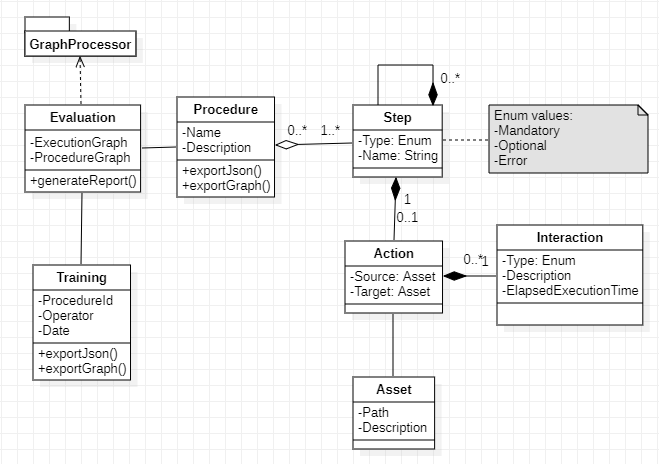 GraphProcessor
Evaluation
-ExecutionGraph
-ProcedureGraph
+generateReport()
Procedure
-Name
-Description
+exportJson()
+exportGraph()
0..*
1..*
0..*
Step
-Type: Enum
-Name: String
Enum values:
-Mandatory
-Optional
-Error
1
0..1
Action
-Source: Asset
-Target: Asset
0..*
1
Interaction
-Type: Enum
-Description
-ElapsedExecutionTime
Training
-ProcedureId
-Operator
-Date
+exportJson()
+exportGraph()
Asset
-Path
-Description